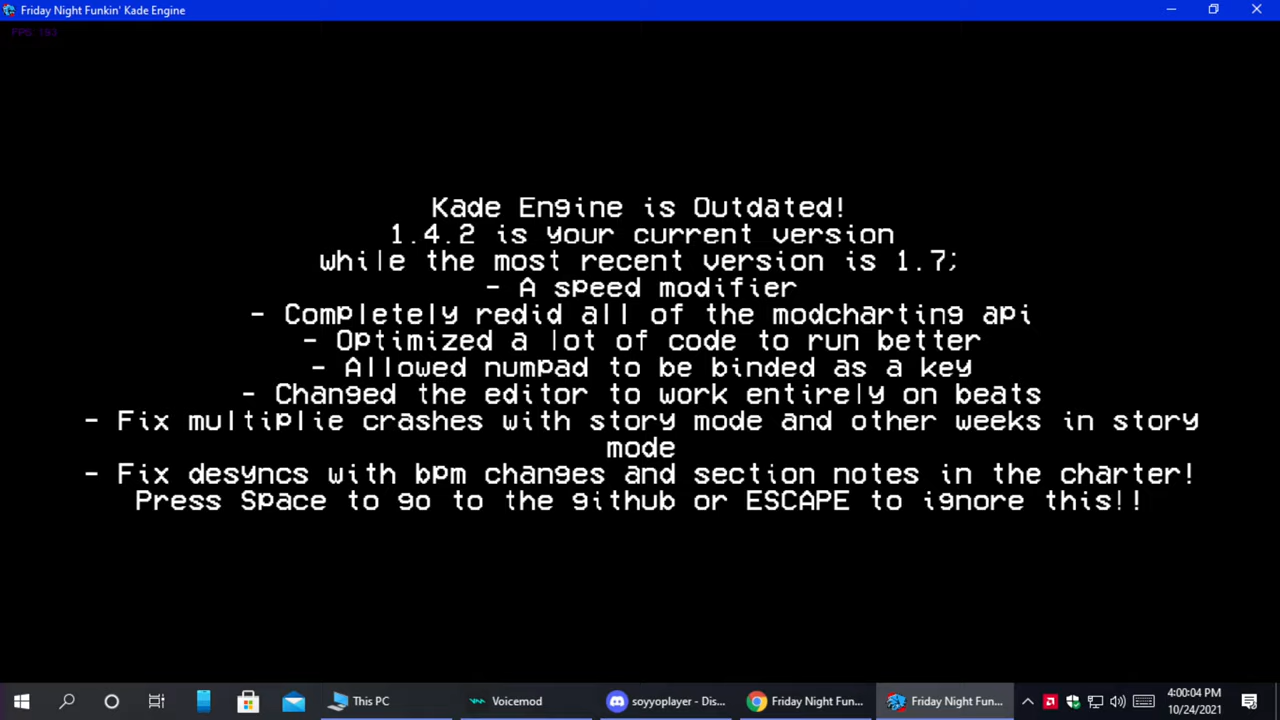 Friday Night Funkin' Kade Engine
Kade Engine is Outdated!
1.4.2 is your current version
while the most recent version is 1.7;
- A speed modifier
- Completely redid all of the modcharting api
- Optimized a lot of code to run better
- Allowed numpad to be binded as a key
- Changed the editor to work entirely on beats
- Fix multiplie crashes with story mode and other weeks in story
mode
- Fix desyncs with bpm changes and section notes in the charter!
Press Space to go to the github or ESCAPE to ignore this!!
This PC
Voicemod
soyyoplayer - Dis...
Friday Night Fun...
Friday Night Fun...
4:00:04 PM
10/24/2021